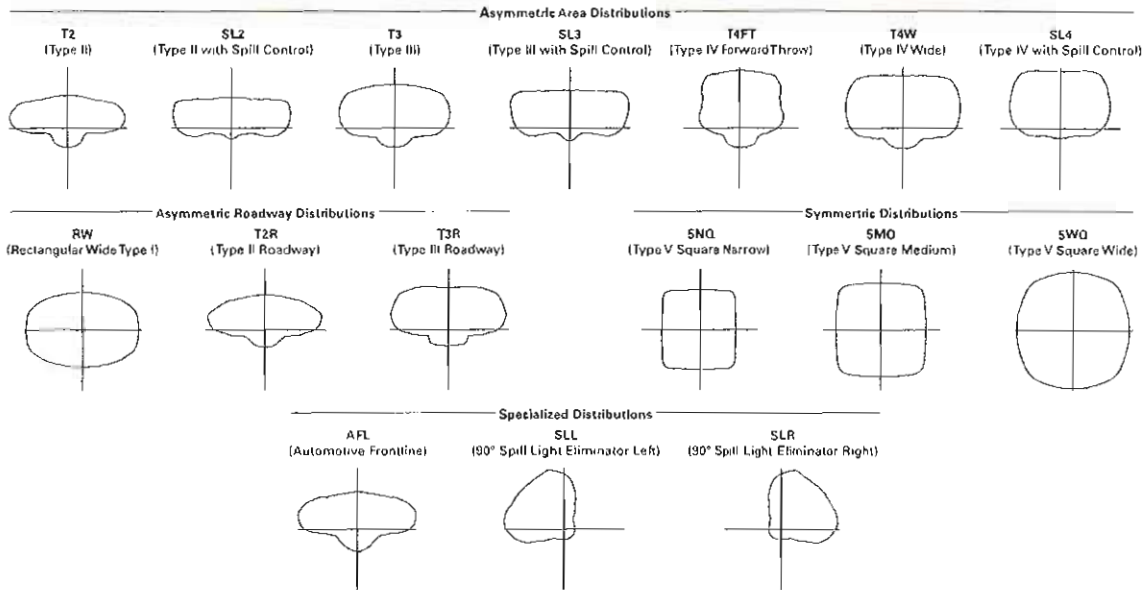 Asymmetric Area Distributions
T2 SL2 T3 SL3 T4FT T4W SL4
(Type II) (Type II with Spill Control) (Type III) (Type III with Spill Control) (Type IV Forward Throw) (Type IV Wide) (Type IV with Spill Control)
Asymmetric Roadway Distributions Symmertric Distributions
RW T2R T3R 5NQ 5MQ 5WQ
(Rectangular Wide Type I) (Type II Roadway) (Type III Roadway) (Type V Square Narrow) (Type V Square Medium) (Type V Square Wide)
Specialized Distributions
AFL SLL SLR
(Automotive Frontline) (90° Spill Light Eliminator Left) (90° Spill Light Eliminator Right)